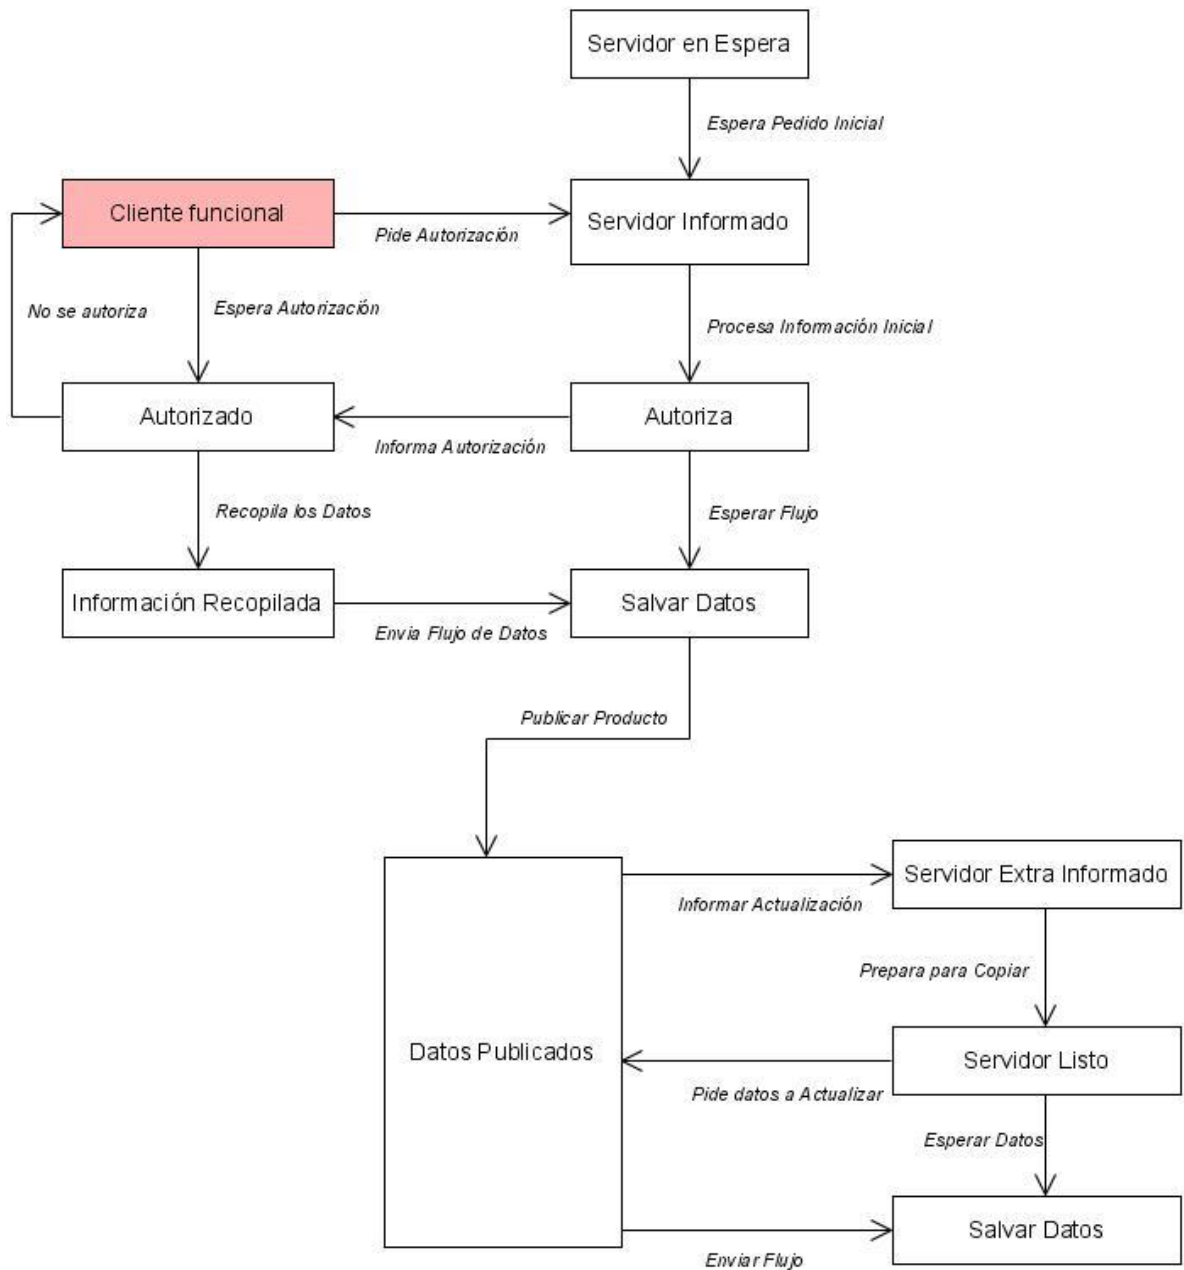 Servidor en Espera
Espera Pedido Inicial
Cliente funcional
Servidor Informado
Pide Autorización
No se autoriza
Espera Autorización
Procesa Información Inicial
Autorizado
Autoriza
Informa Autorización
Recopila los Datos
Esperar Flujo
Información Recopilada
Salvar Datos
Envia Flujo de Datos
Publicar Producto
Servidor Extra Informado
Informar Actualización
Prepara para Copiar
Datos Publicados
Servidor Listo
Pide datos a Actualizar
Esperar Datos
Salvar Datos
Enviar Flujo